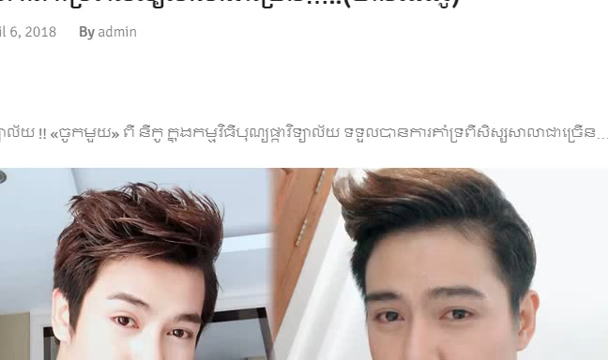 il 6, 2018 By admin
ល័យ !! «ចូកមួយ» ពី នីកូ ក្នុងកម្មវិធីបុណ្យផ្កាវិទ្យាល័យ ទទួលបានការគាំទ្រពីសិស្សសាលាជាច្រើន…